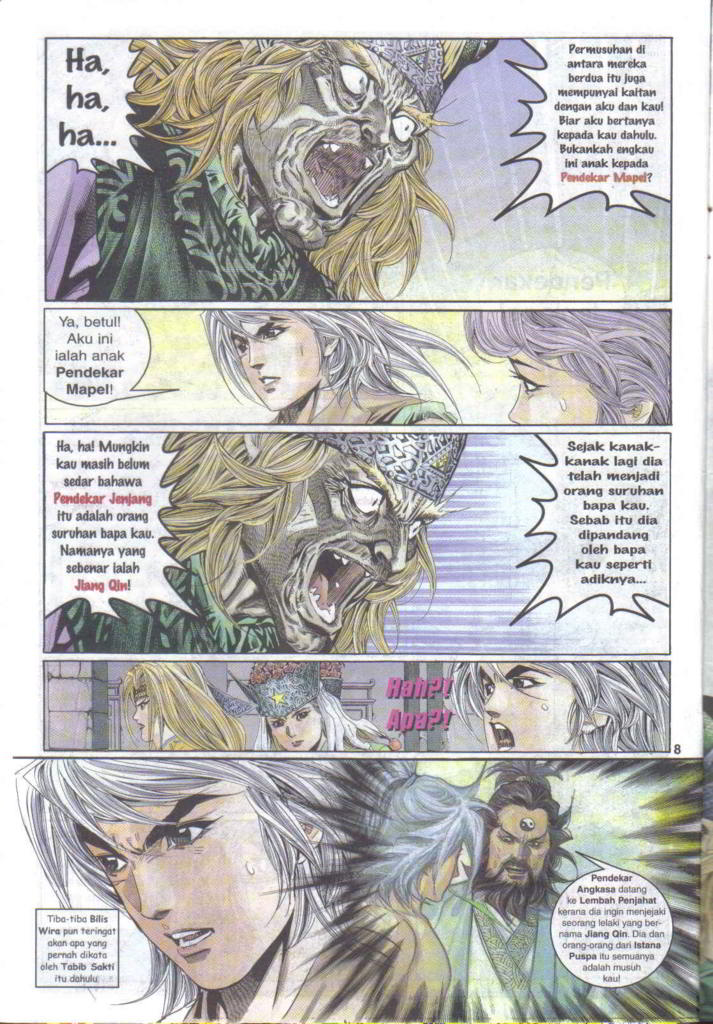 Ha,
ha,
ha...
Permusuhan di
antara mereka
berdua itu juga
mempunyai kaitan
dengan aku dan kau!
Biar aku bertanya
kepada kau dahulu.
Bukankah engkau
ini anak kepada
Pendekar Mapel?
Ya, betul!
Aku ini
ialah anak
Pendekar
Mapel!
Ha, ha! Mungkin
kau masih belum
sedar bahawa
Pendekar Jenjang
itu adalah orang
suruhan bapa kau.
Namanya yang
sebenar ialah
Jiang Qin!
Sejak kanak-
kanak lagi dia
telah menjadi
orang suruhan
bapa kau.
Sebab itu dia
dipandang
oleh bapa
kau seperti
adiknya...
Hah?!
Apa?!
8
Tiba-tiba Bilis
Wira pun teringat
akan apa yang
pernah dikata
oleh Tabib Sakti
itu dahulu.
Pendekar
Angkasa datang
ke Lembah Penjahat
kerana dia ingin menjejaki
seorang lelaki yang ber-
nama Jiang Qin. Dia dan
orang-orang dari Istana
Puspa itu semuanya
adalah musuh
kau!